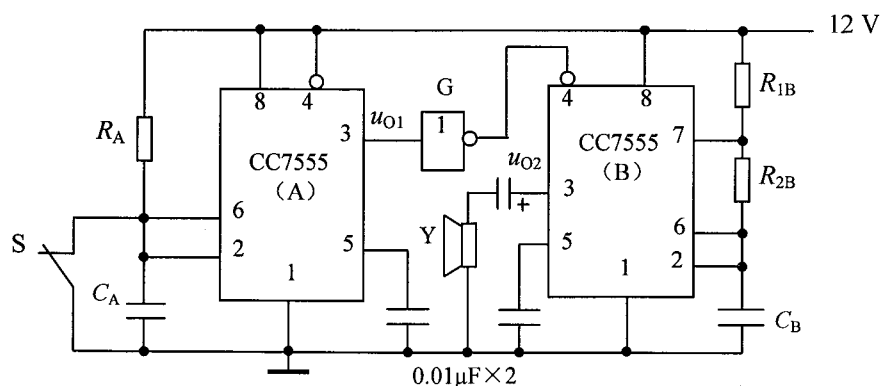 12 V
G
8
4
4
8
R1B
uO1
1
RA
3
7
CC7555
(A)
uO2
CC7555
(B)
R2B
3
6
Y
+
S
2
5
5
6
2
1
1
CA
CB
0.01μF×2